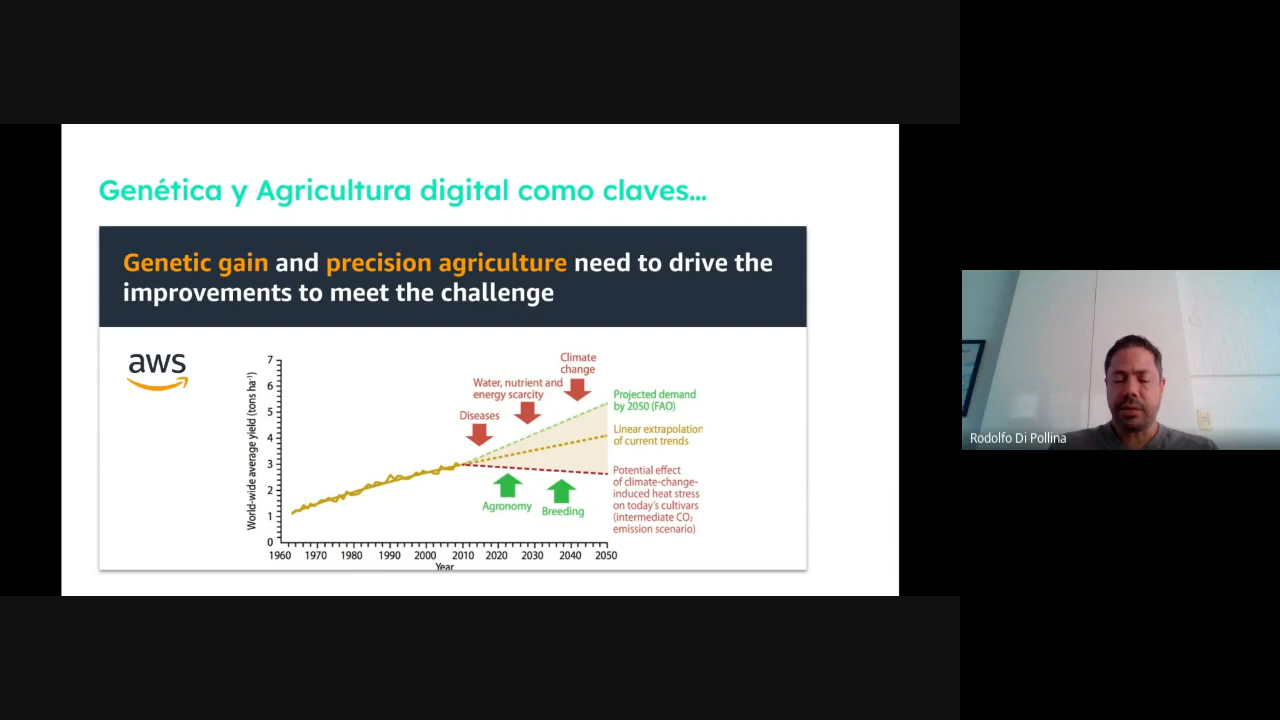 Genética y Agricultura digital como claves...
Genetic gain and precision agriculture need to drive the
improvements to meet the challenge
aws
World-wide average yield (tons ha⁻¹)
7
6
5
4
3
2
1
0
1960 1970 1980 1990 2000 2010 2020 2030 2040 2050
Year
Diseases
Water, nutrient and
energy scarcity
Climate
change
Agronomy
Breeding
Projected demand
by 2050 (FAO)
Linear extrapolation
of current trends
Potential effect
of climate-change-
induced heat stress
on today's cultivars
(intermediate CO₂
emission scenario)
Rodolfo Di Pollina